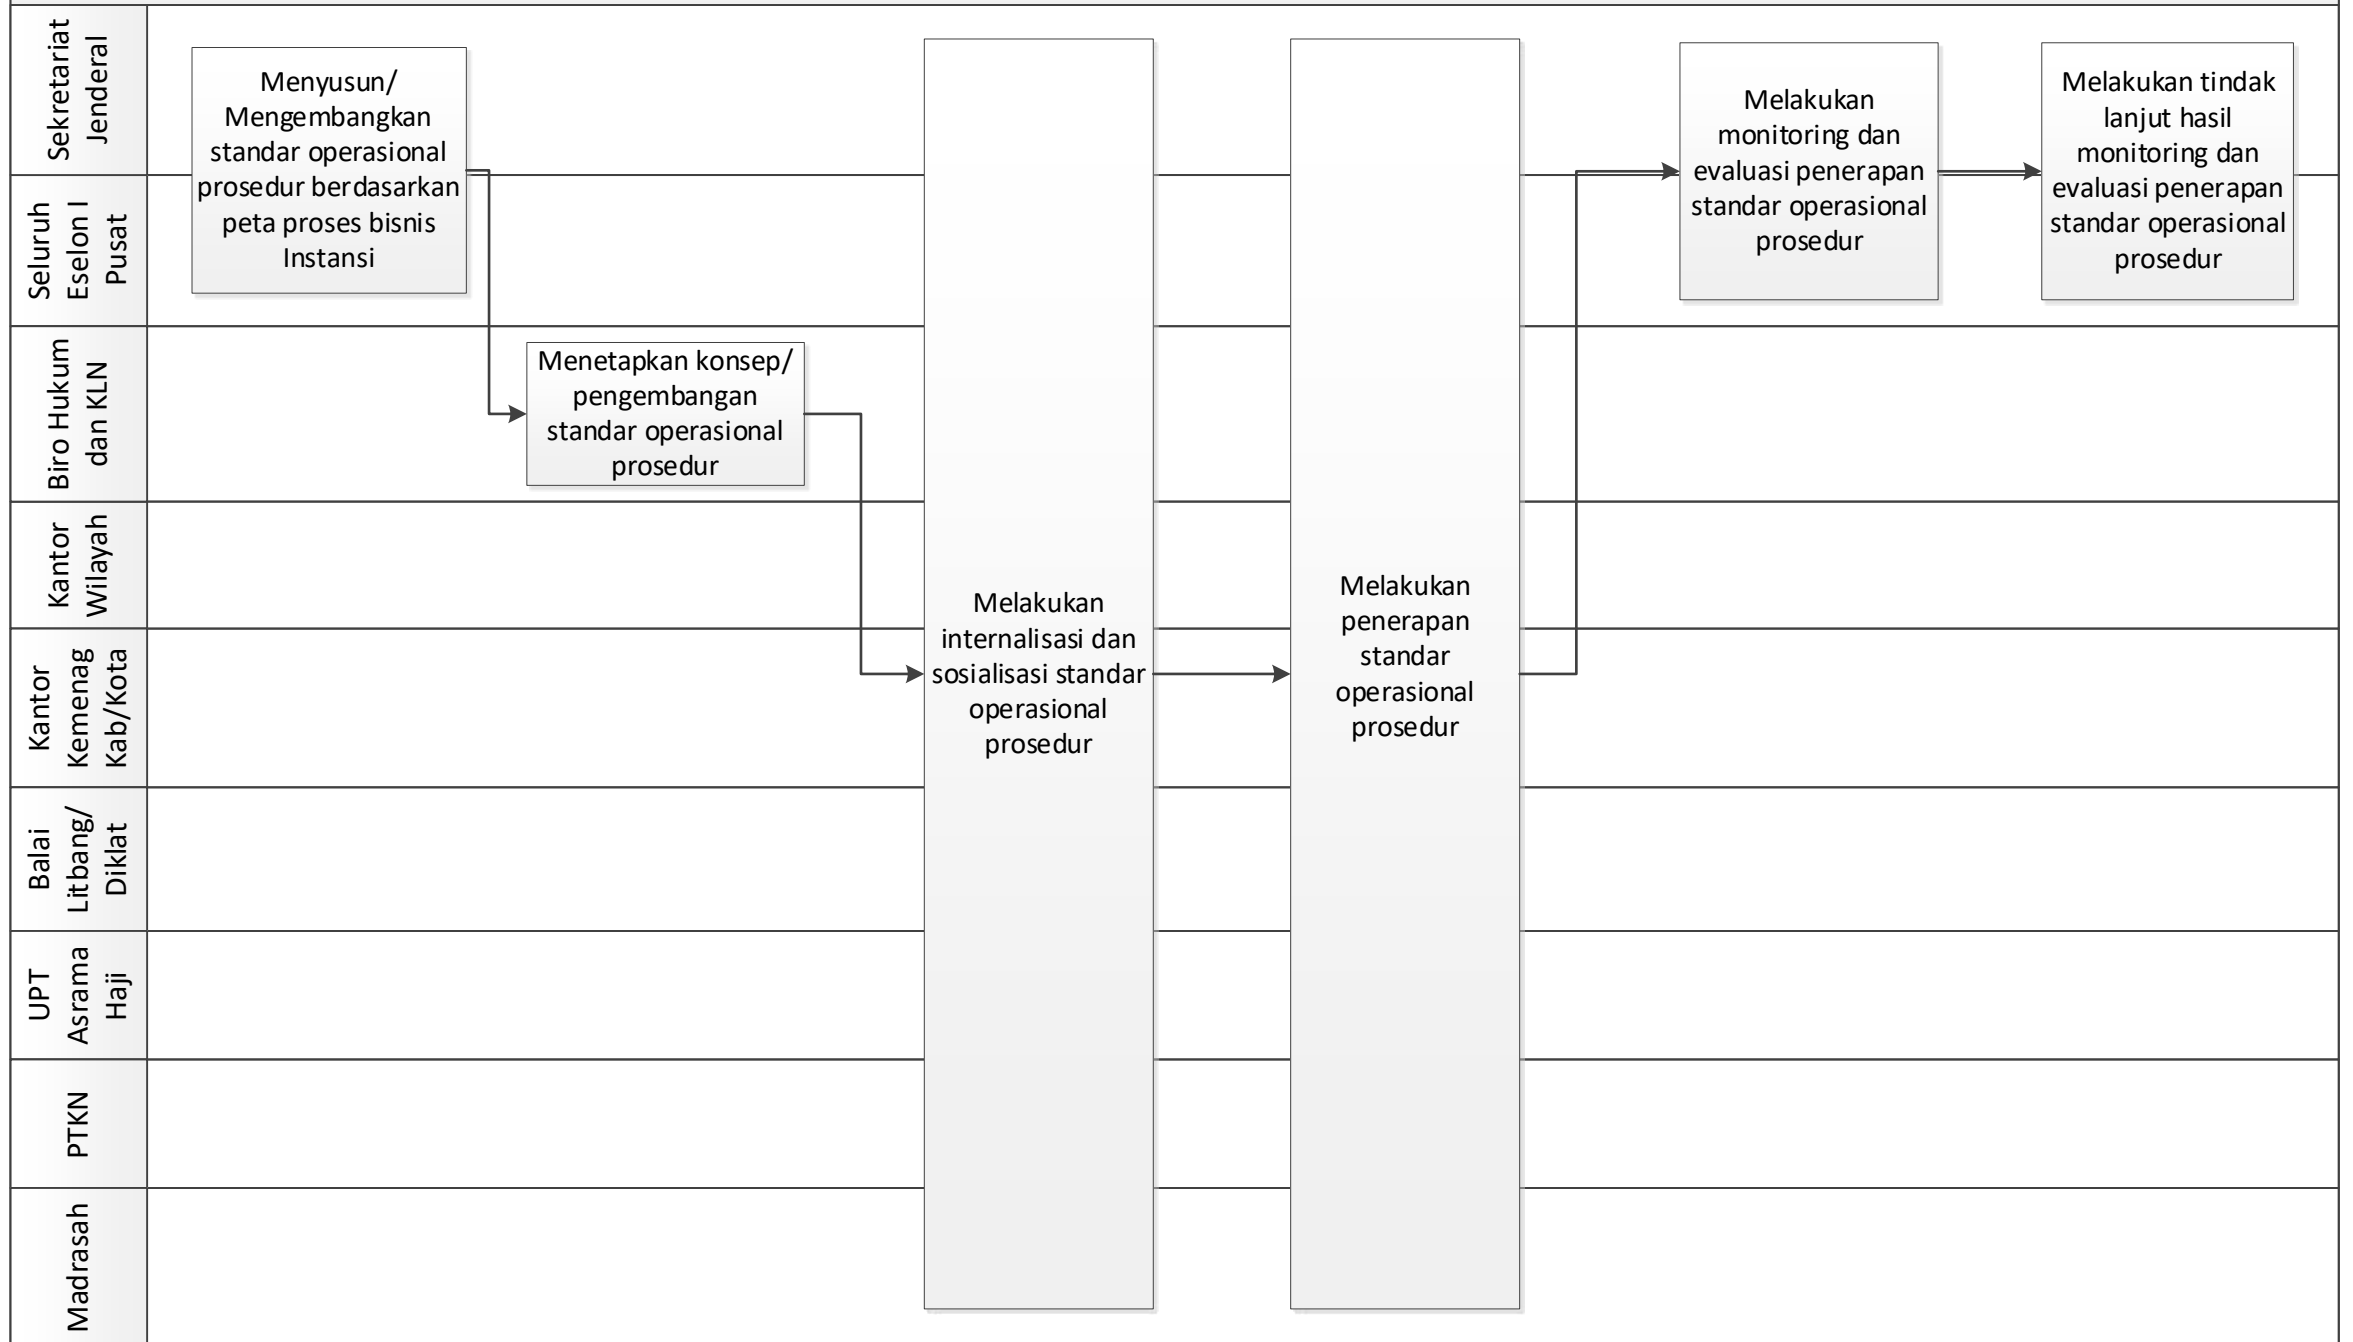 Sekretariat
Jenderal
Seluruh
Eselon I
Pusat
Biro Hukum
dan KLN
Kantor
Wilayah
Kantor
Kemenag
Kab/Kota
Balai
Litbang/
Diklat
UPT
Asrama
Haji
PTKN
Madrasah
Menyusun/
Mengembangkan
standar operasional
prosedur berdasarkan
peta proses bisnis
Instansi
Menetapkan konsep/
pengembangan
standar operasional
prosedur
Melakukan
internalisasi dan
sosialisasi standar
operasional
prosedur
Melakukan
penerapan
standar
operasional
prosedur
Melakukan
monitoring dan
evaluasi penerapan
standar operasional
prosedur
Melakukan tindak
lanjut hasil
monitoring dan
evaluasi penerapan
standar operasional
prosedur